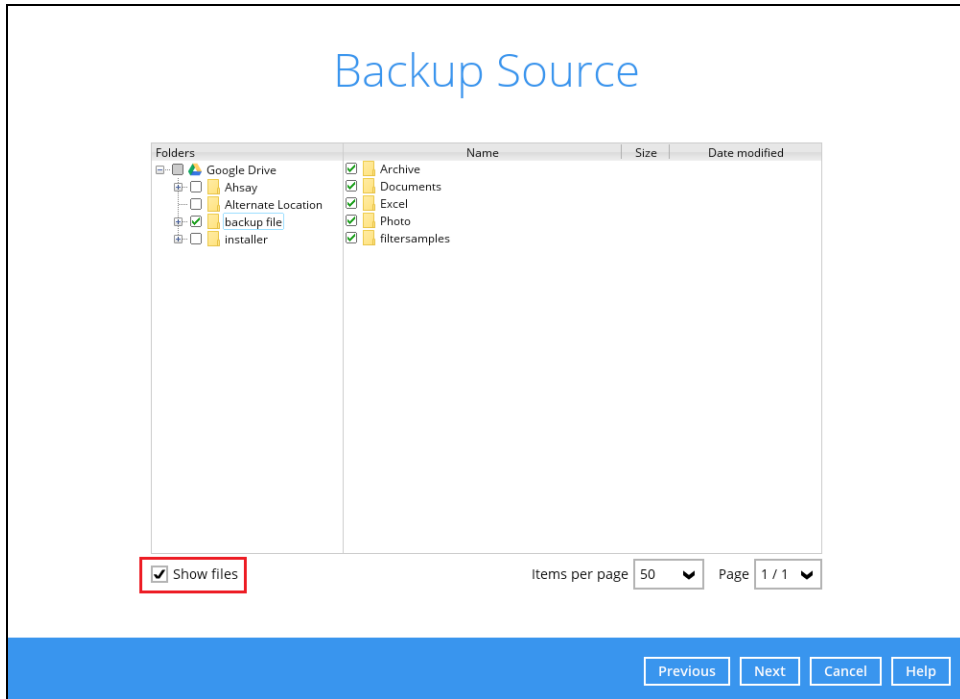 Backup Source
Folders Name Size Date modified
Google Drive
Ahsay
Alternate Location
backup file
installer
Archive
Documents
Excel
Photo
filtersamples
Show files Items per page 50 Page 1 / 1
Previous Next Cancel Help